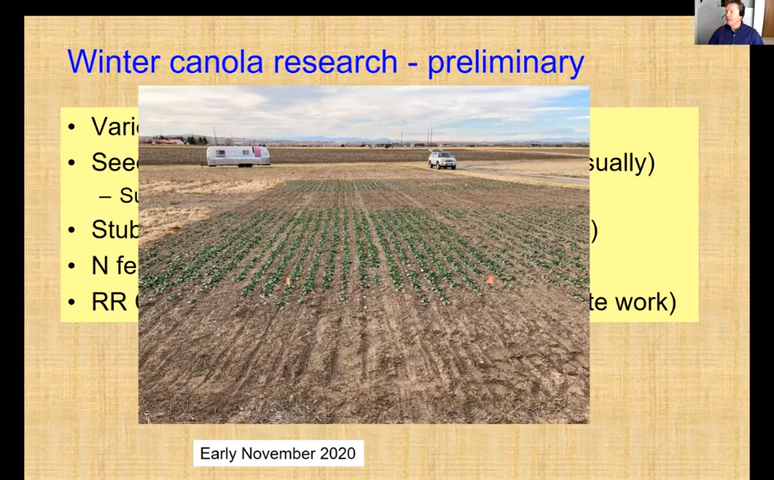 Winter canola research - preliminary
• Vari
• See sually)
– Su
• Stub )
• N fe
• RR te work)
Early November 2020